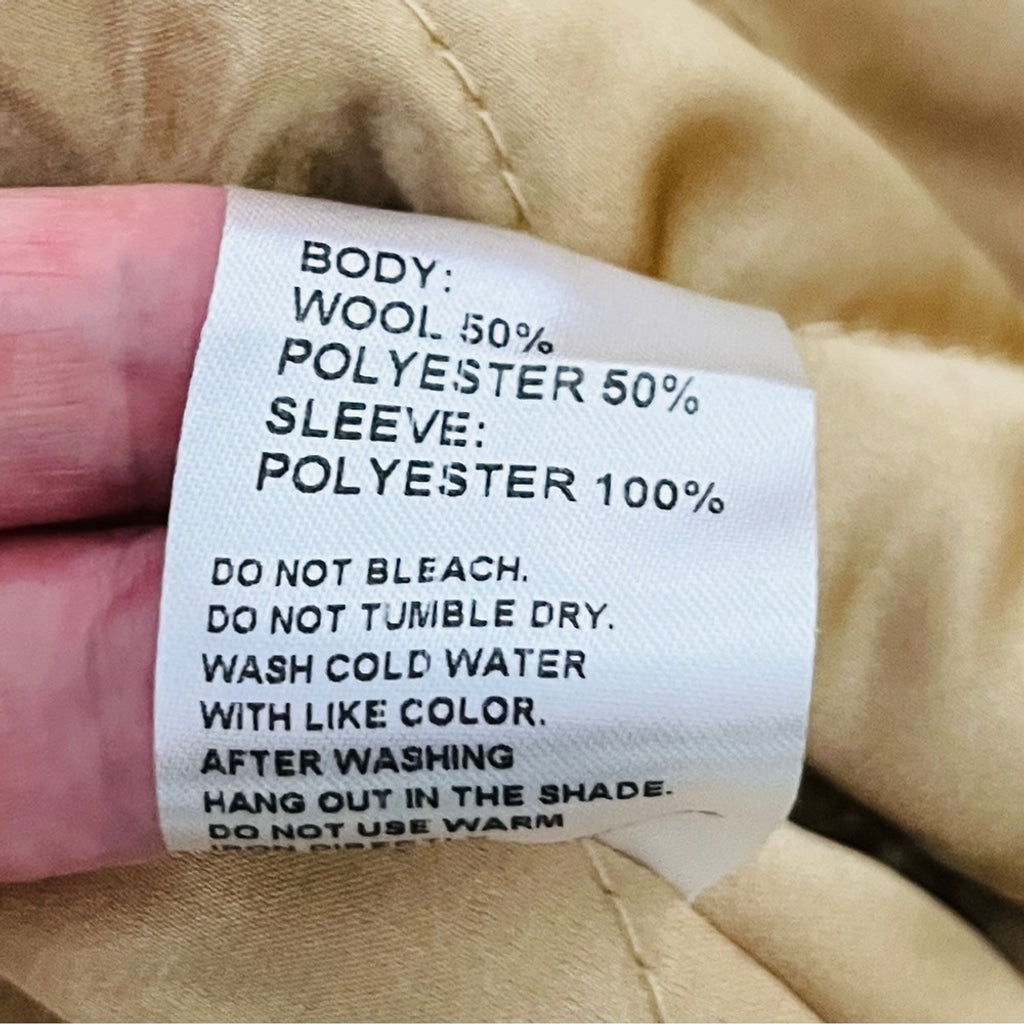 BODY:
WOOL 50%
POLYESTER 50%
SLEEVE:
POLYESTER 100%
DO NOT BLEACH.
DO NOT TUMBLE DRY.
WASH COLD WATER
WITH LIKE COLOR.
AFTER WASHING
HANG OUT IN THE SHADE.
DO NOT USE WARM
IRON